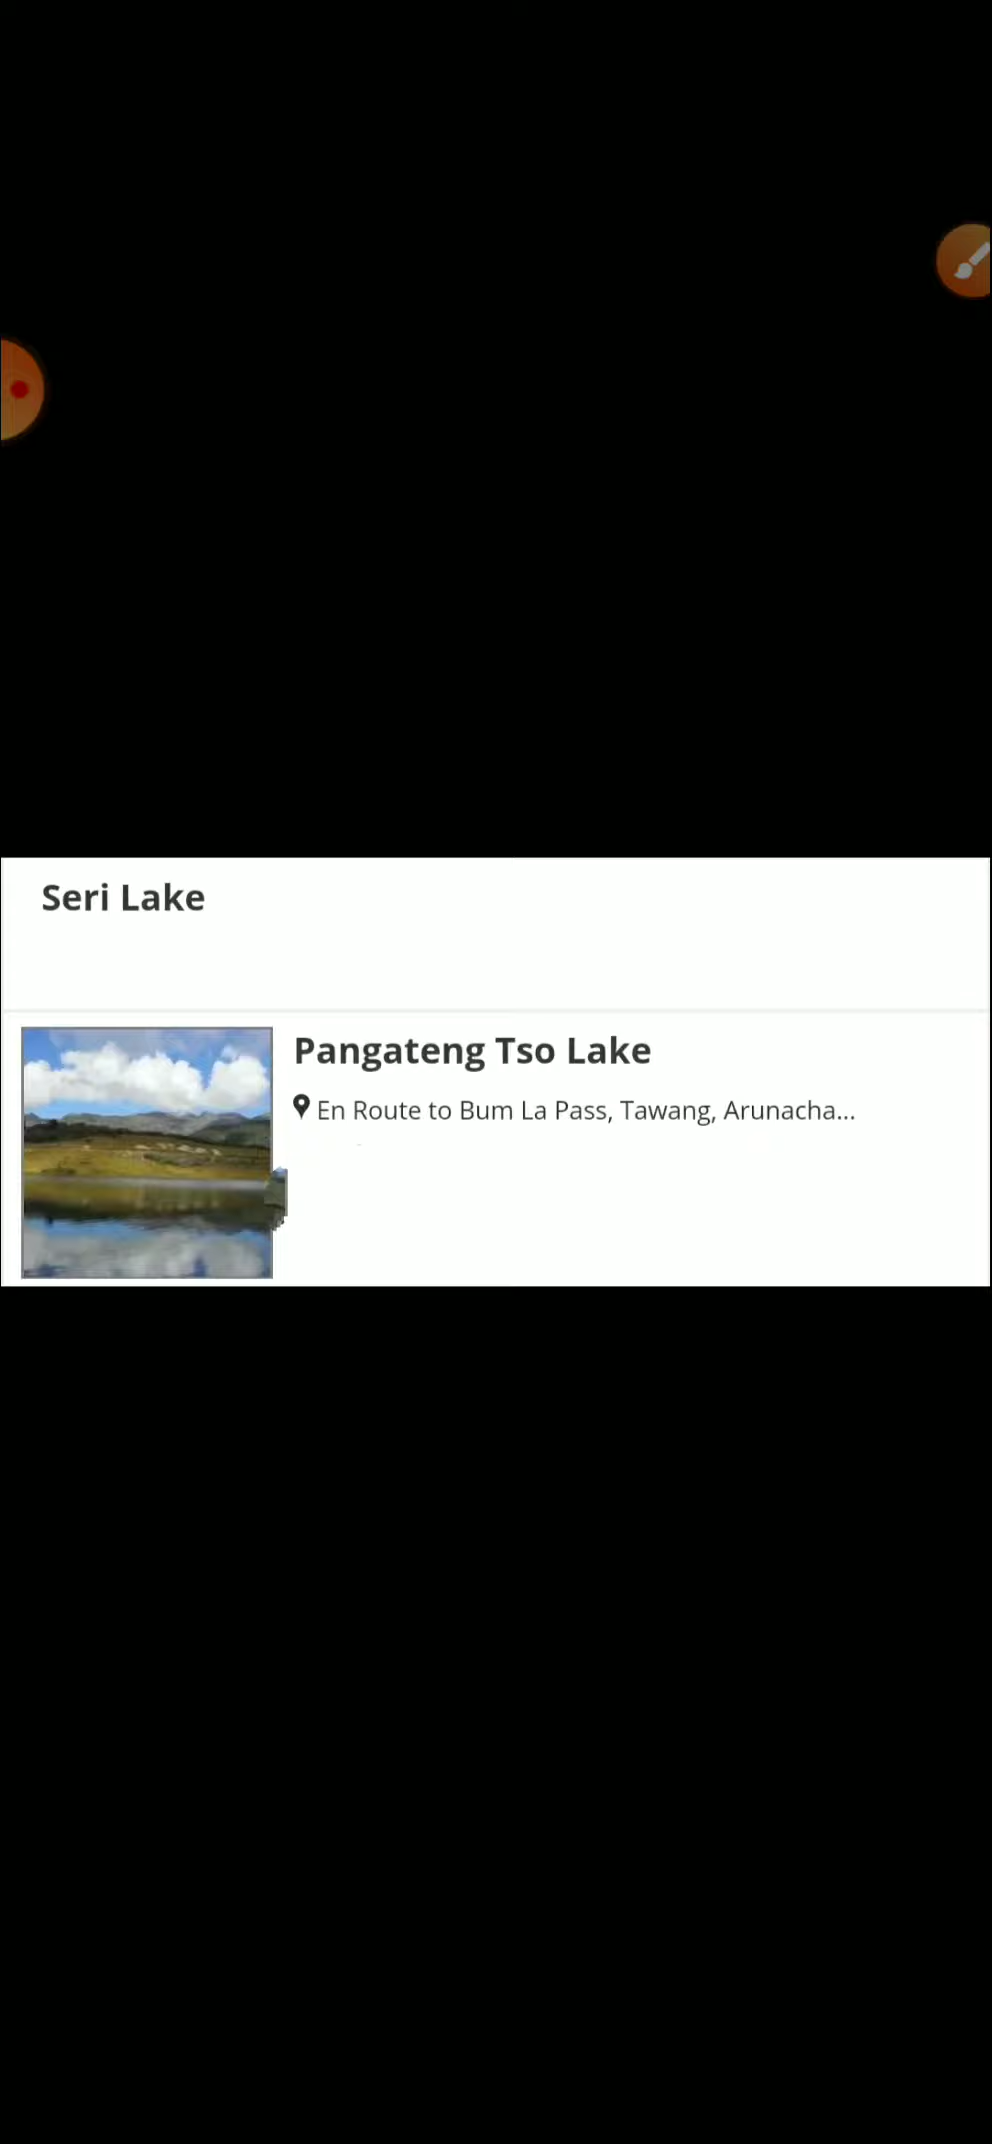 Seri Lake
Pangateng Tso Lake
En Route to Bum La Pass, Tawang, Arunacha...